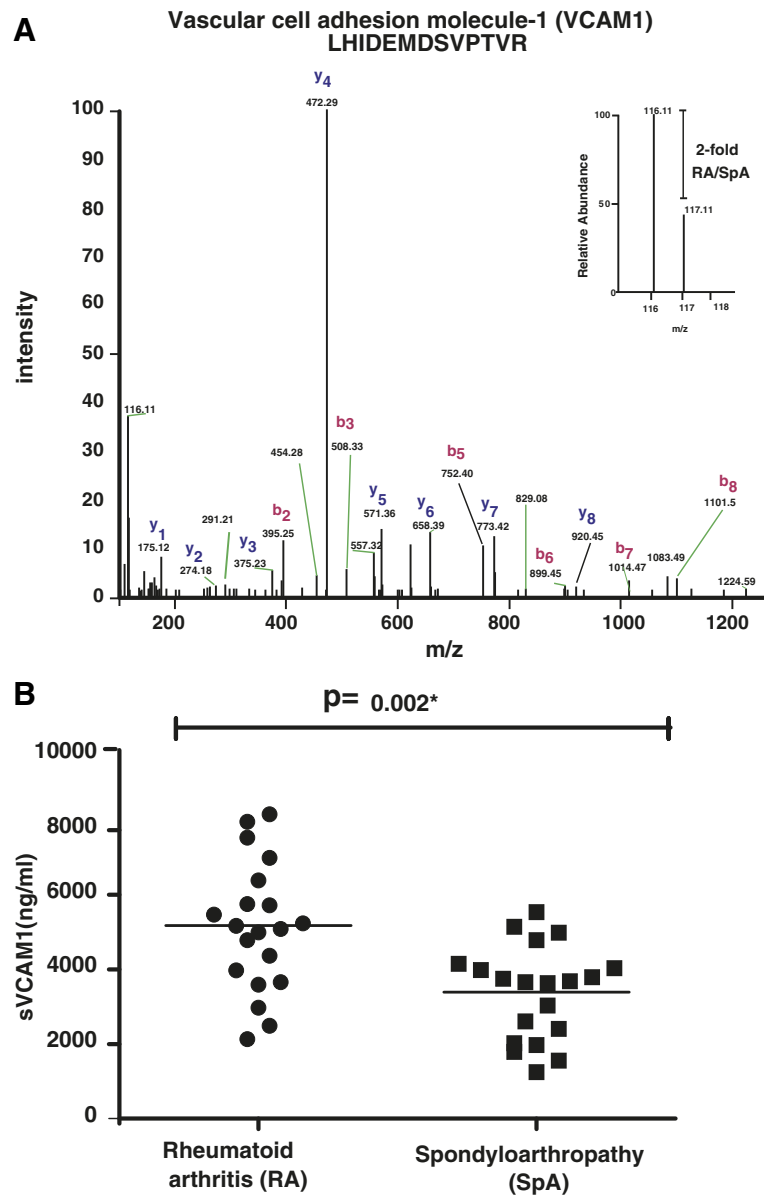 A
Vascular cell adhesion molecule-1 (VCAM1)
LHIDEMDSVPTVR
y4
472.29
100
90
80
70
60
50
40
30
20
10
0
intensity
116.11
y1
175.12
y2
274.18
291.21
y3
375.23
b2
395.25
454.28
b3
508.33
557.32
y5
571.36
y6
658.39
b5
752.40
y7
773.42
829.08
b6
899.45
y8
920.45
b7
1014.47
1083.49
b8
1101.5
1224.59
200
400
600
800
1000
1200
m/z
100
50
0
Relative Abundance
116.11
2-fold
RA/SpA
117.11
116
117
118
m/z
B
p= 0.002*
10000
8000
6000
4000
2000
0
sVCAM1(ng/ml)
Rheumatoid
arthritis (RA)
Spondyloarthropathy
(SpA)